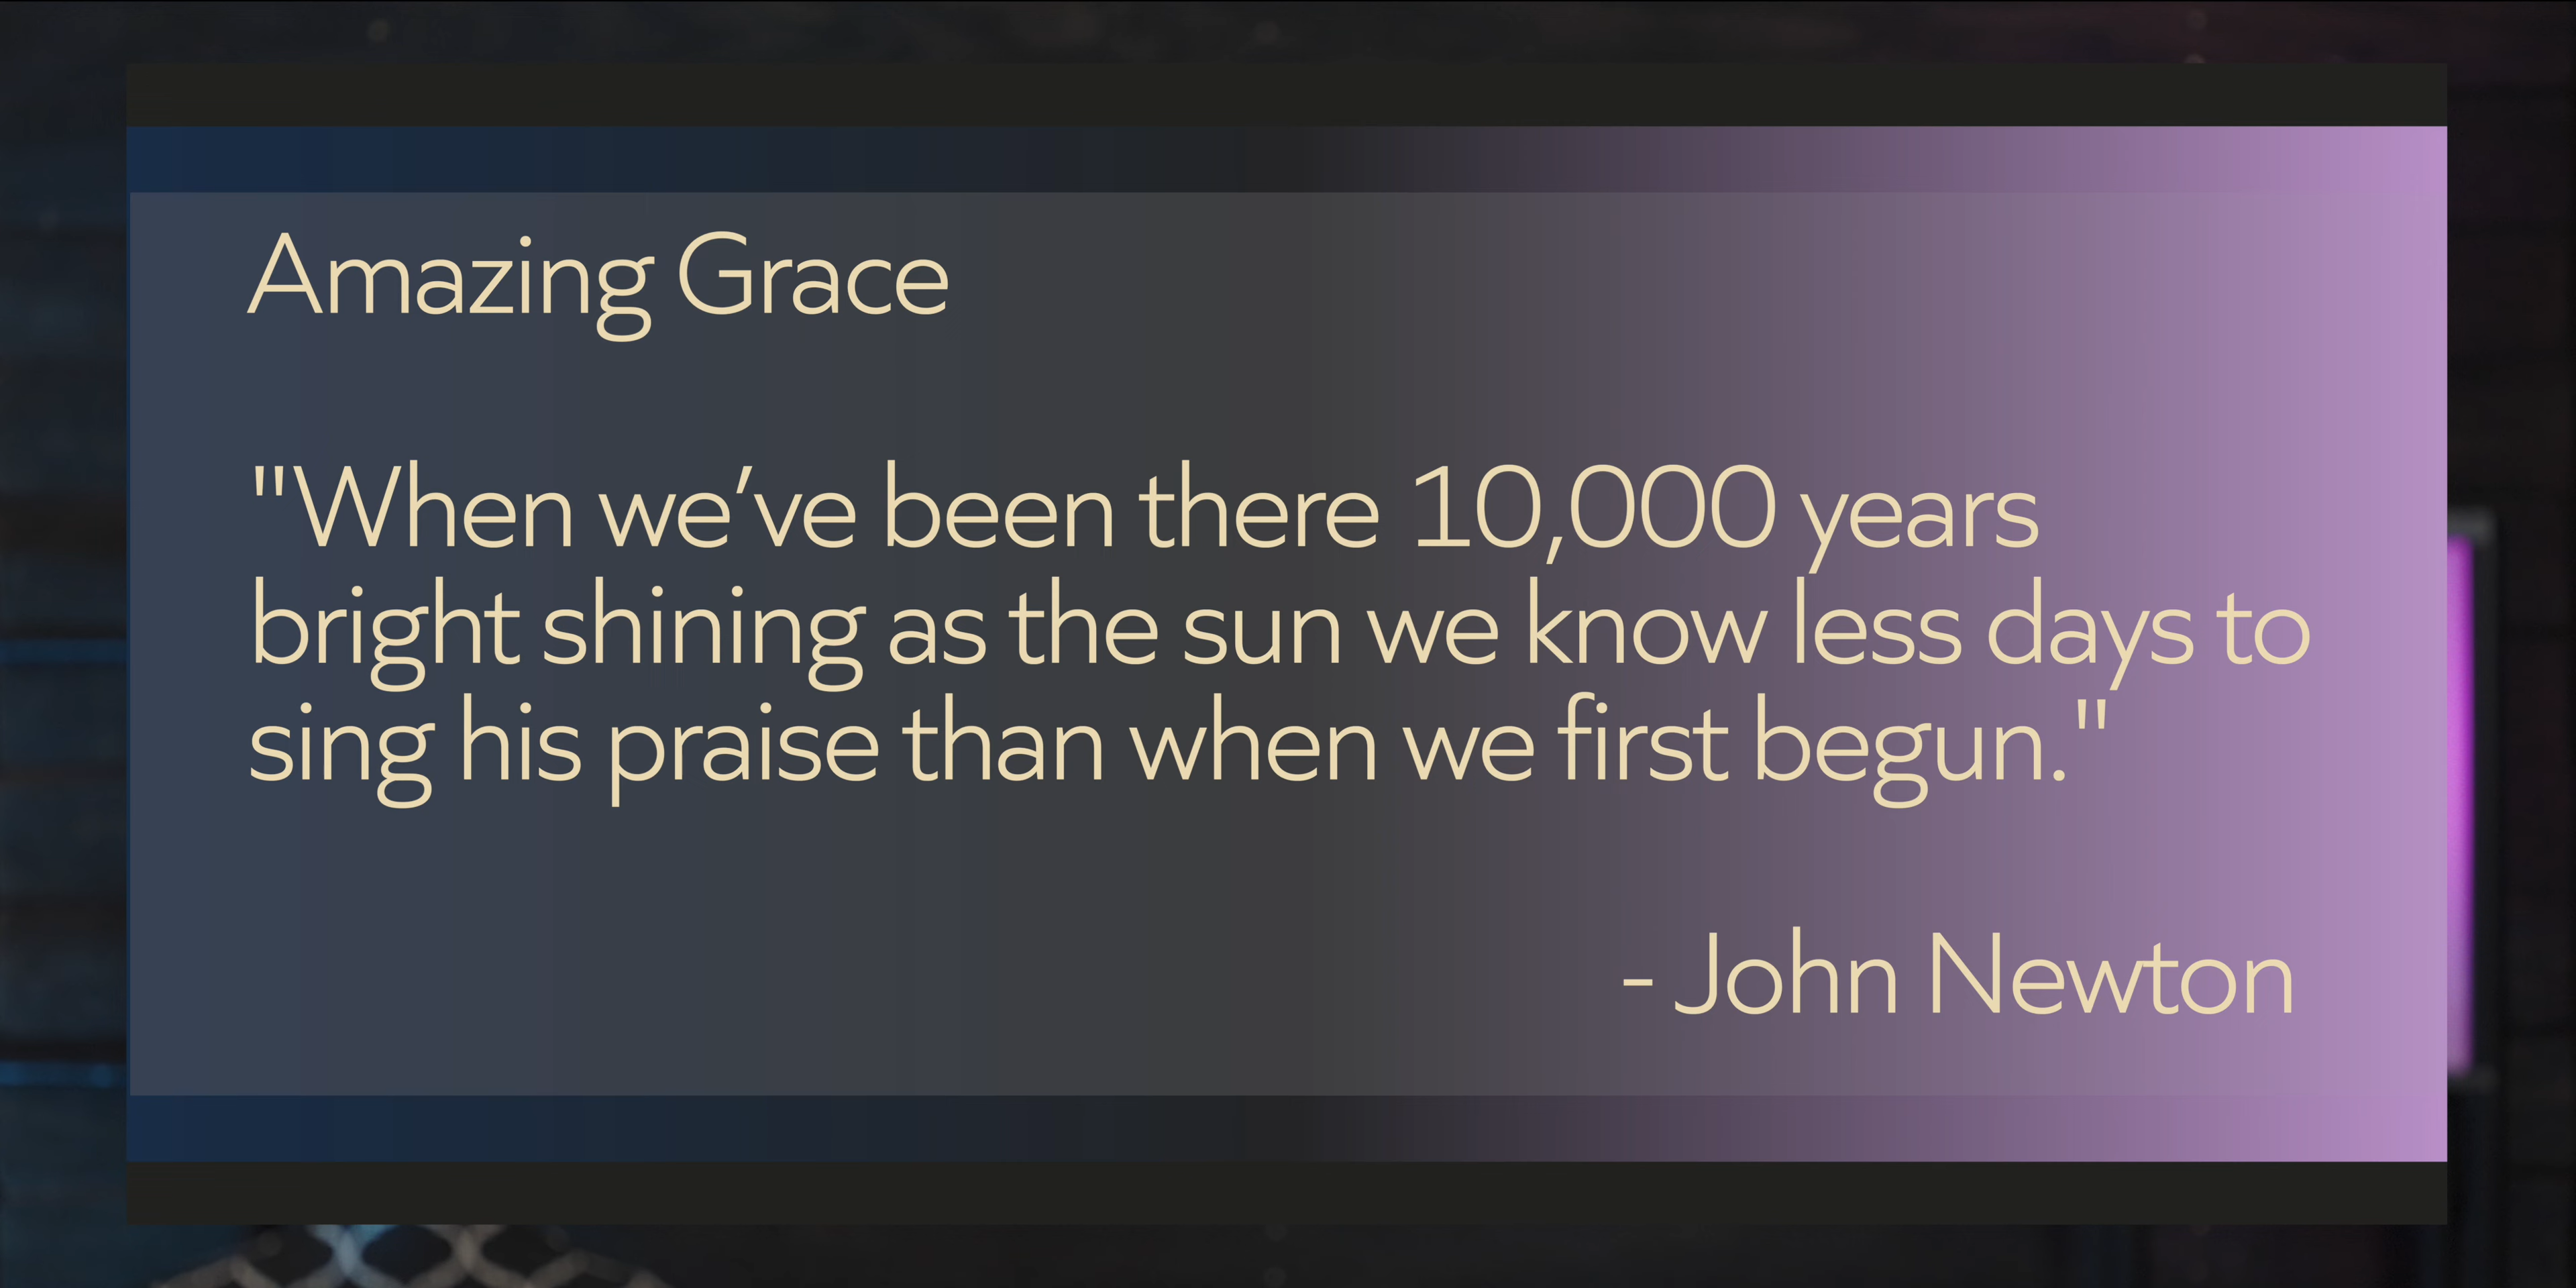 Amazing Grace
"When we’ve been there 10,000 years
bright shining as the sun we know less days to
sing his praise than when we first begun."
- John Newton